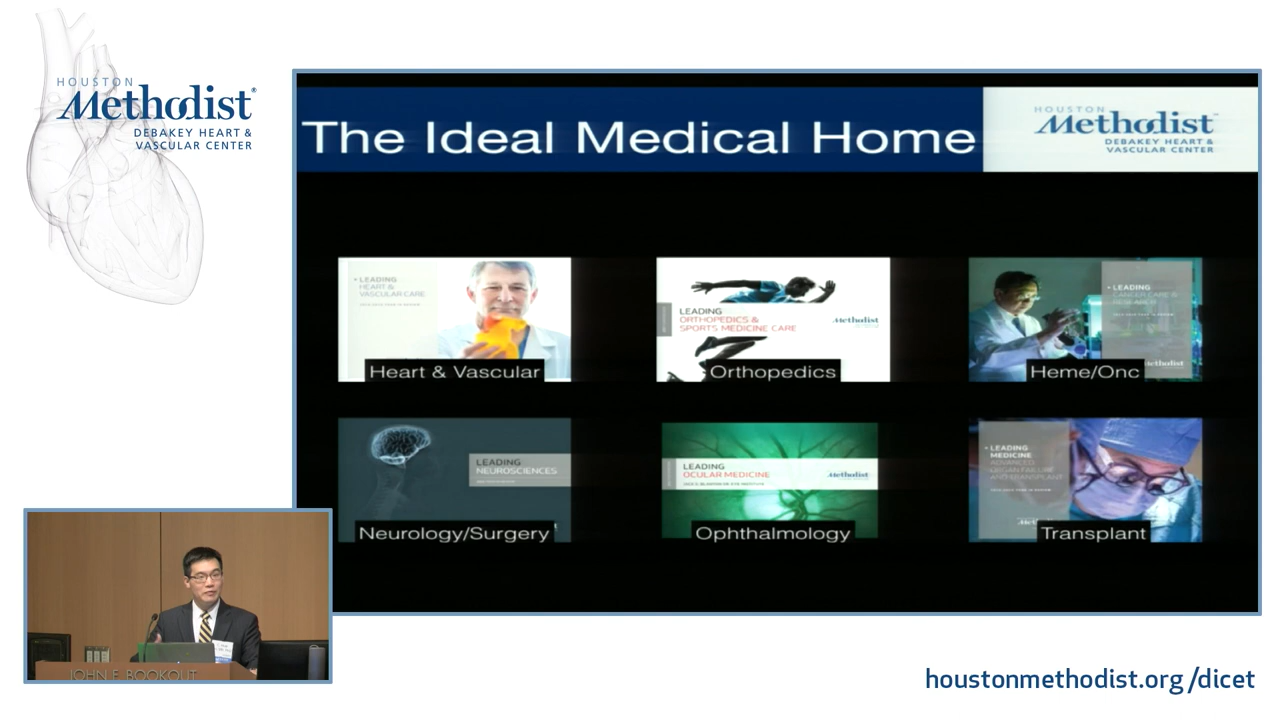 HOUSTON
Methodist®
DEBAKEY HEART &
VASCULAR CENTER
The Ideal Medical Home
HOUSTON
Methodist
DEBAKEY HEART &
VASCULAR CENTER
LEADING
HEART &
VASCULAR CARE
Heart & Vascular
LEADING
ORTHOPEDICS &
SPORTS MEDICINE CARE
Methodist
Orthopedics
LEADING
CANCER CARE &
RESEARCH
Methodist
Heme/Onc
LEADING
NEUROSCIENCES
Neurology/Surgery
LEADING
OCULAR MEDICINE
Methodist
Ophthalmology
LEADING
MEDICINE
ADVANCED
ORGAN FAILURE
AND TRANSPLANT
Transplant
JOHN F. BOOKOUT
houstonmethodist.org/dicet